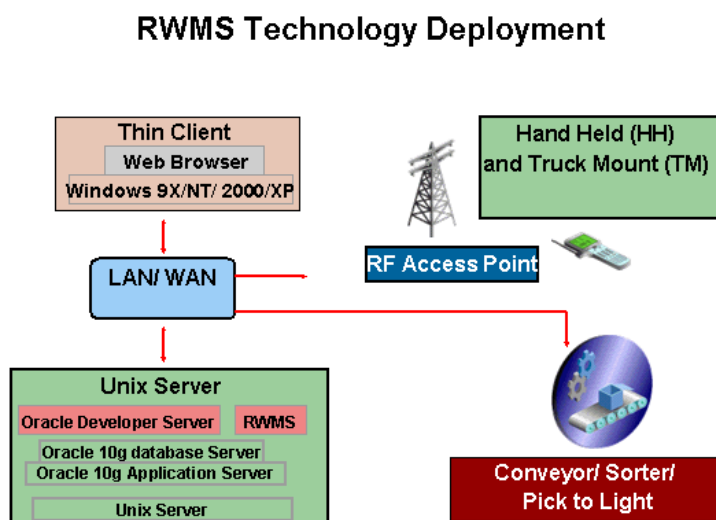 RWMS Technology Deployment
Thin Client
Web Browser
Windows 9X/NT/ 2000/XP
Hand Held (HH)
and Truck Mount (TM)
RF Access Point
LAN/ WAN
Unix Server
Oracle Developer Server
RWMS
Oracle 10g database Server
Oracle 10g Application Server
Unix Server
Conveyor/ Sorter/
Pick to Light